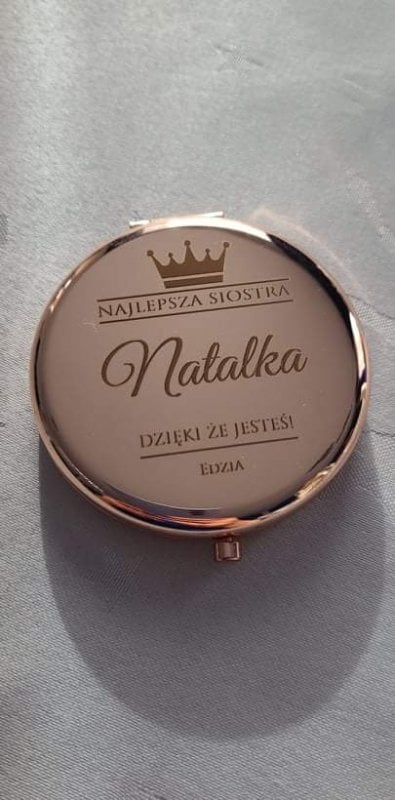 NAJLEPSZA SIOSTRA
Natalka
DZIĘKI ŻE JESTEŚ!
EDZIA